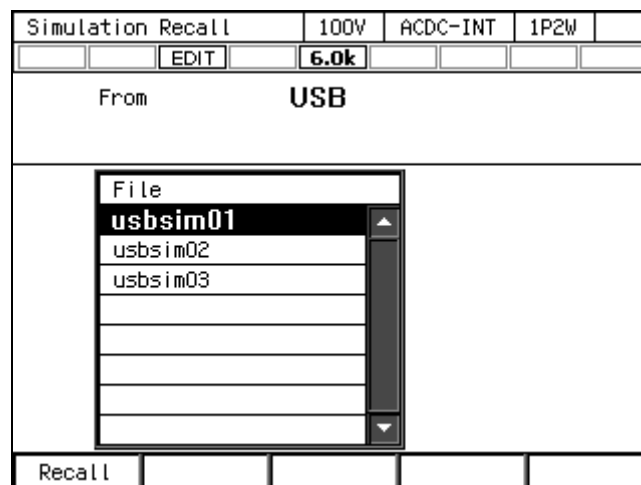 Simulation Recall 100V ACDC-INT 1P2W
EDIT 6.0k
From USB
File
usbsim01
usbsim02
usbsim03
Recall